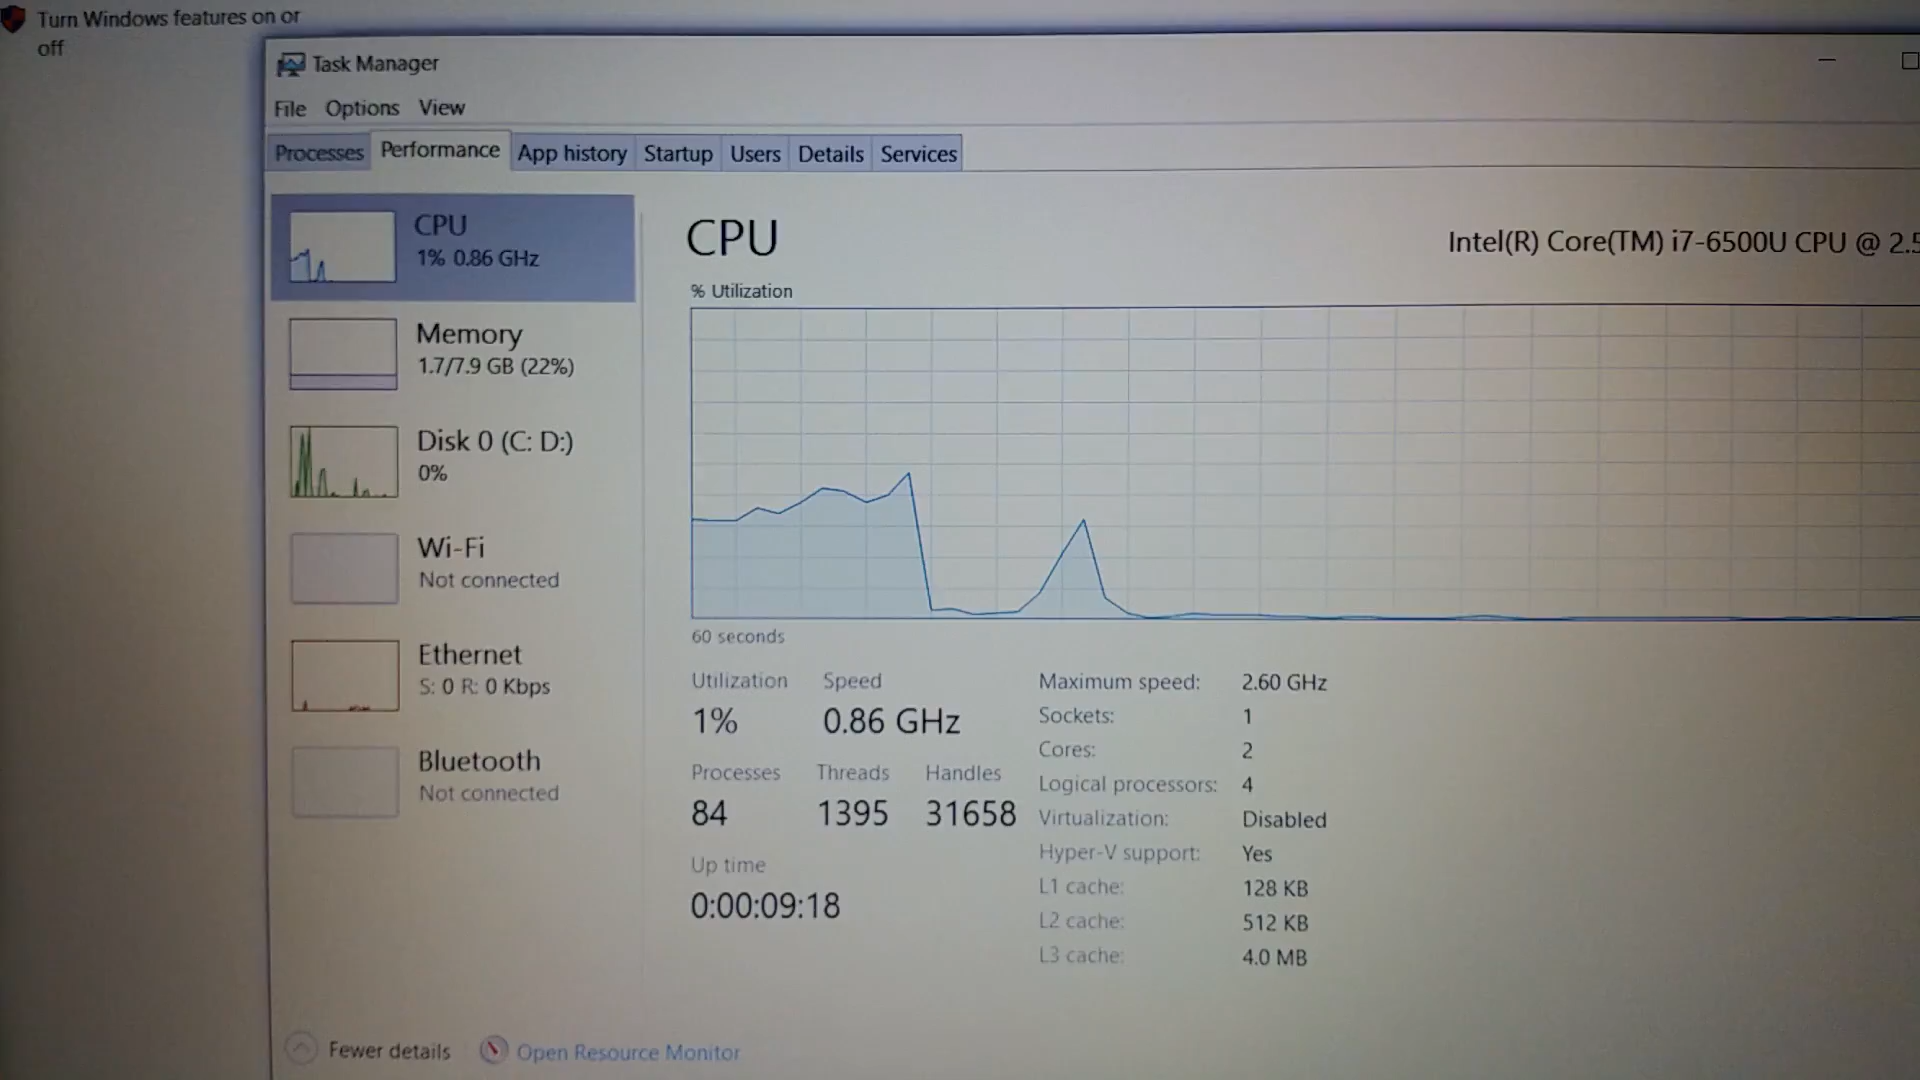 Turn Windows features on or
off
Task Manager
File Options View
Processes Performance App history Startup Users Details Services
CPU
1% 0.86 GHz
Memory
1.7/7.9 GB (22%)
Disk 0 (C: D:)
0%
Wi-Fi
Not connected
Ethernet
S: 0 R: 0 Kbps
Bluetooth
Not connected
CPU
Intel(R) Core(TM) i7-6500U CPU @ 2.5
% Utilization
60 seconds
Utilization Speed
1% 0.86 GHz
Processes Threads Handles
84 1395 31658
Up time
0:00:09:18
Maximum speed: 2.60 GHz
Sockets: 1
Cores: 2
Logical processors: 4
Virtualization: Disabled
Hyper-V support: Yes
L1 cache: 128 KB
L2 cache: 512 KB
L3 cache: 4.0 MB
Fewer details Open Resource Monitor